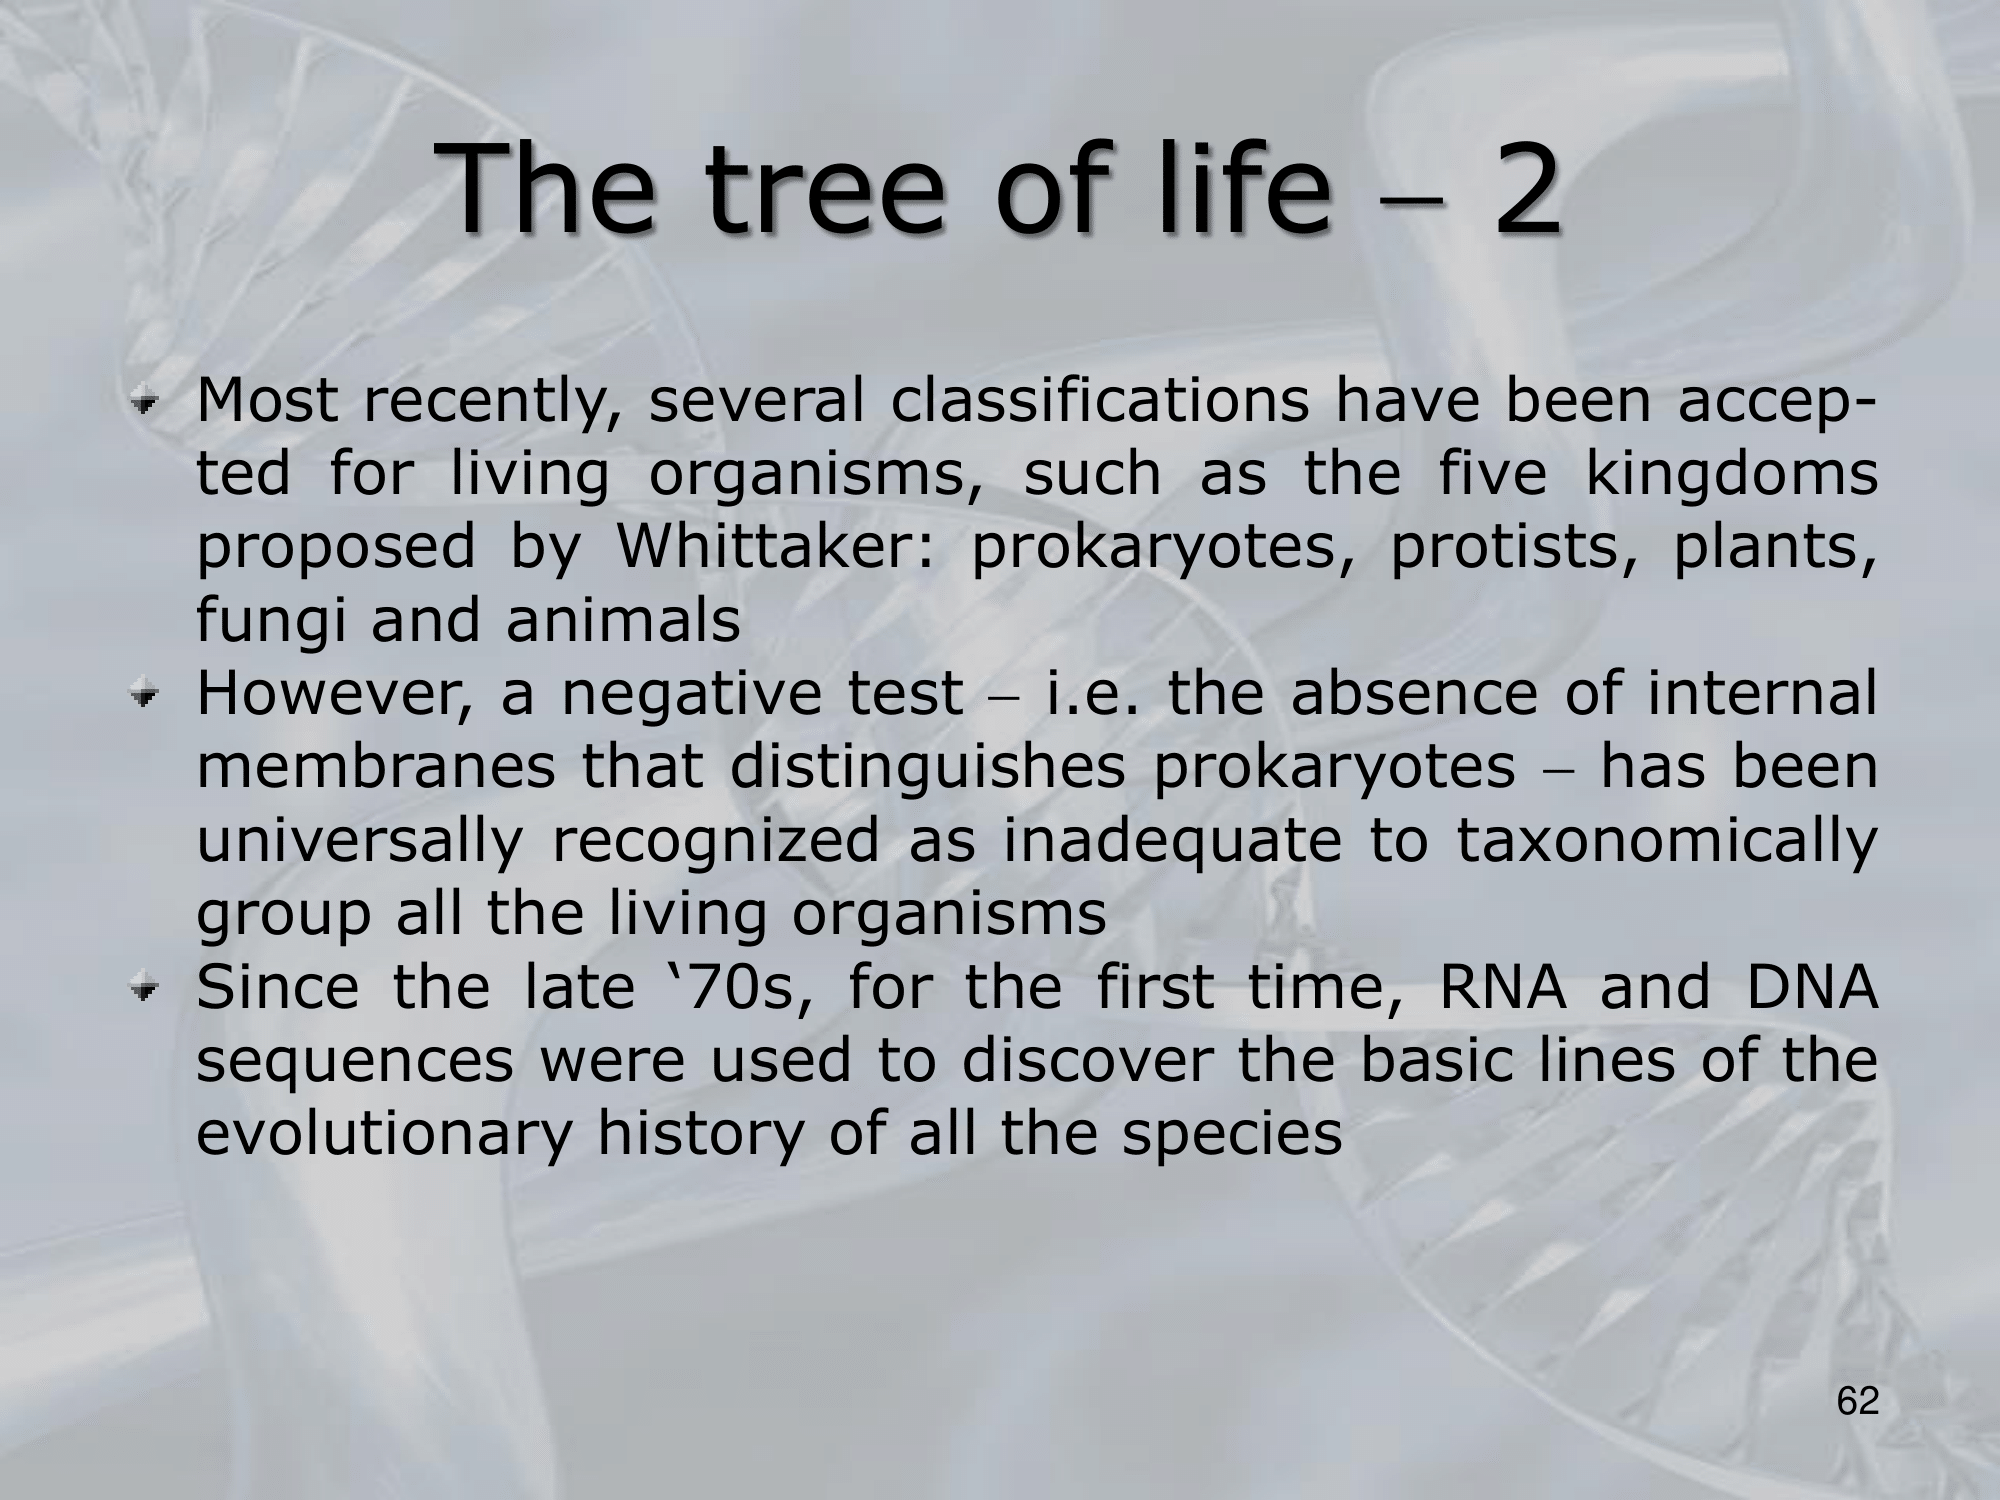 The tree of life – 2
Most recently, several classifications have been accep-
ted for living organisms, such as the five kingdoms
proposed by Whittaker: prokaryotes, protists, plants,
fungi and animals
However, a negative test – i.e. the absence of internal
membranes that distinguishes prokaryotes – has been
universally recognized as inadequate to taxonomically
group all the living organisms
Since the late ‘70s, for the first time, RNA and DNA
sequences were used to discover the basic lines of the
evolutionary history of all the species
62